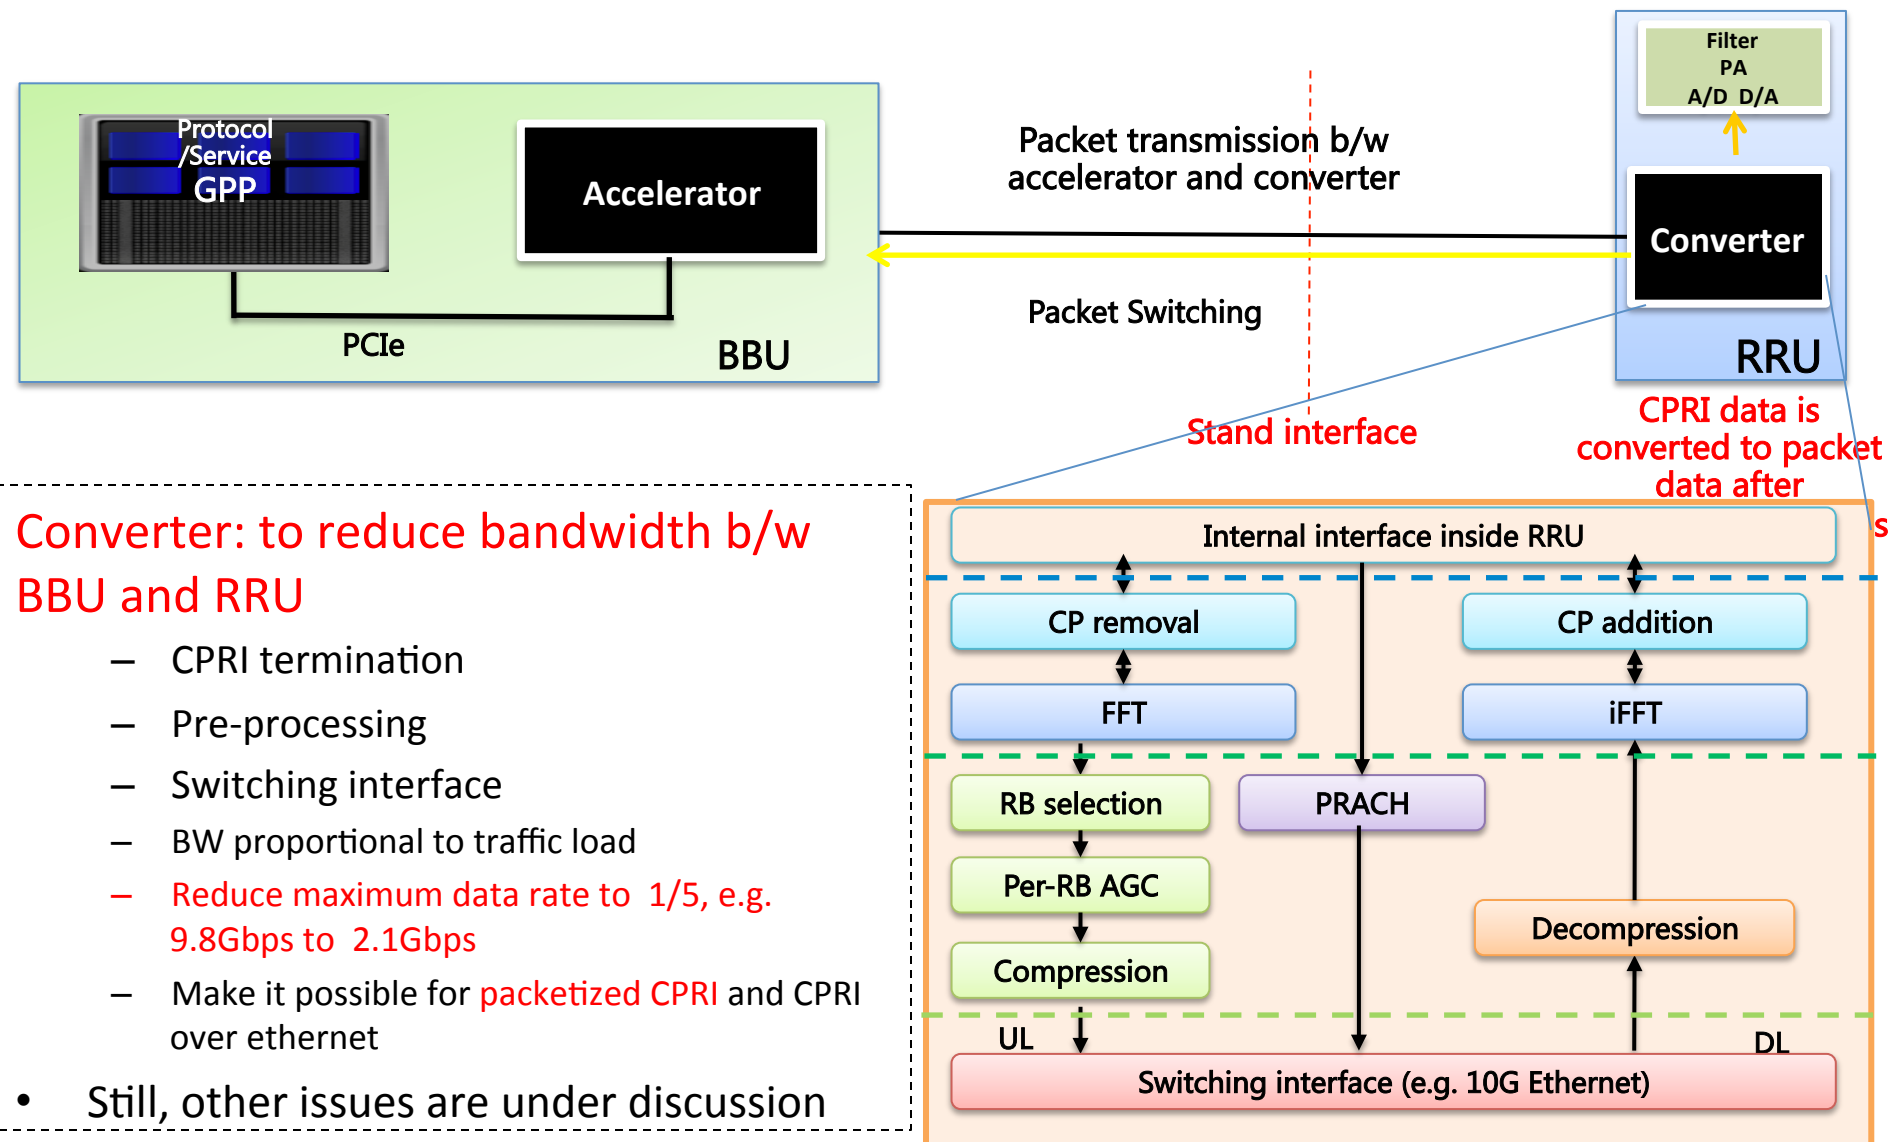 Filter
PA
A/D D/A
Protocol
/Service
GPP
Accelerator
Packet transmission b/w
accelerator and converter
Converter
Packet Switching
PCIe
BBU
RRU
Stand interface
CPRI data is
converted to packet
data after
s
Converter: to reduce bandwidth b/w
BBU and RRU
– CPRI termination
– Pre-processing
– Switching interface
– BW proportional to traffic load
– Reduce maximum data rate to 1/5, e.g.
9.8Gbps to 2.1Gbps
– Make it possible for packetized CPRI and CPRI
over ethernet
• Still, other issues are under discussion
Internal interface inside RRU
CP removal
CP addition
FFT
iFFT
RB selection
PRACH
Per-RB AGC
Decompression
Compression
UL
DL
Switching interface (e.g. 10G Ethernet)